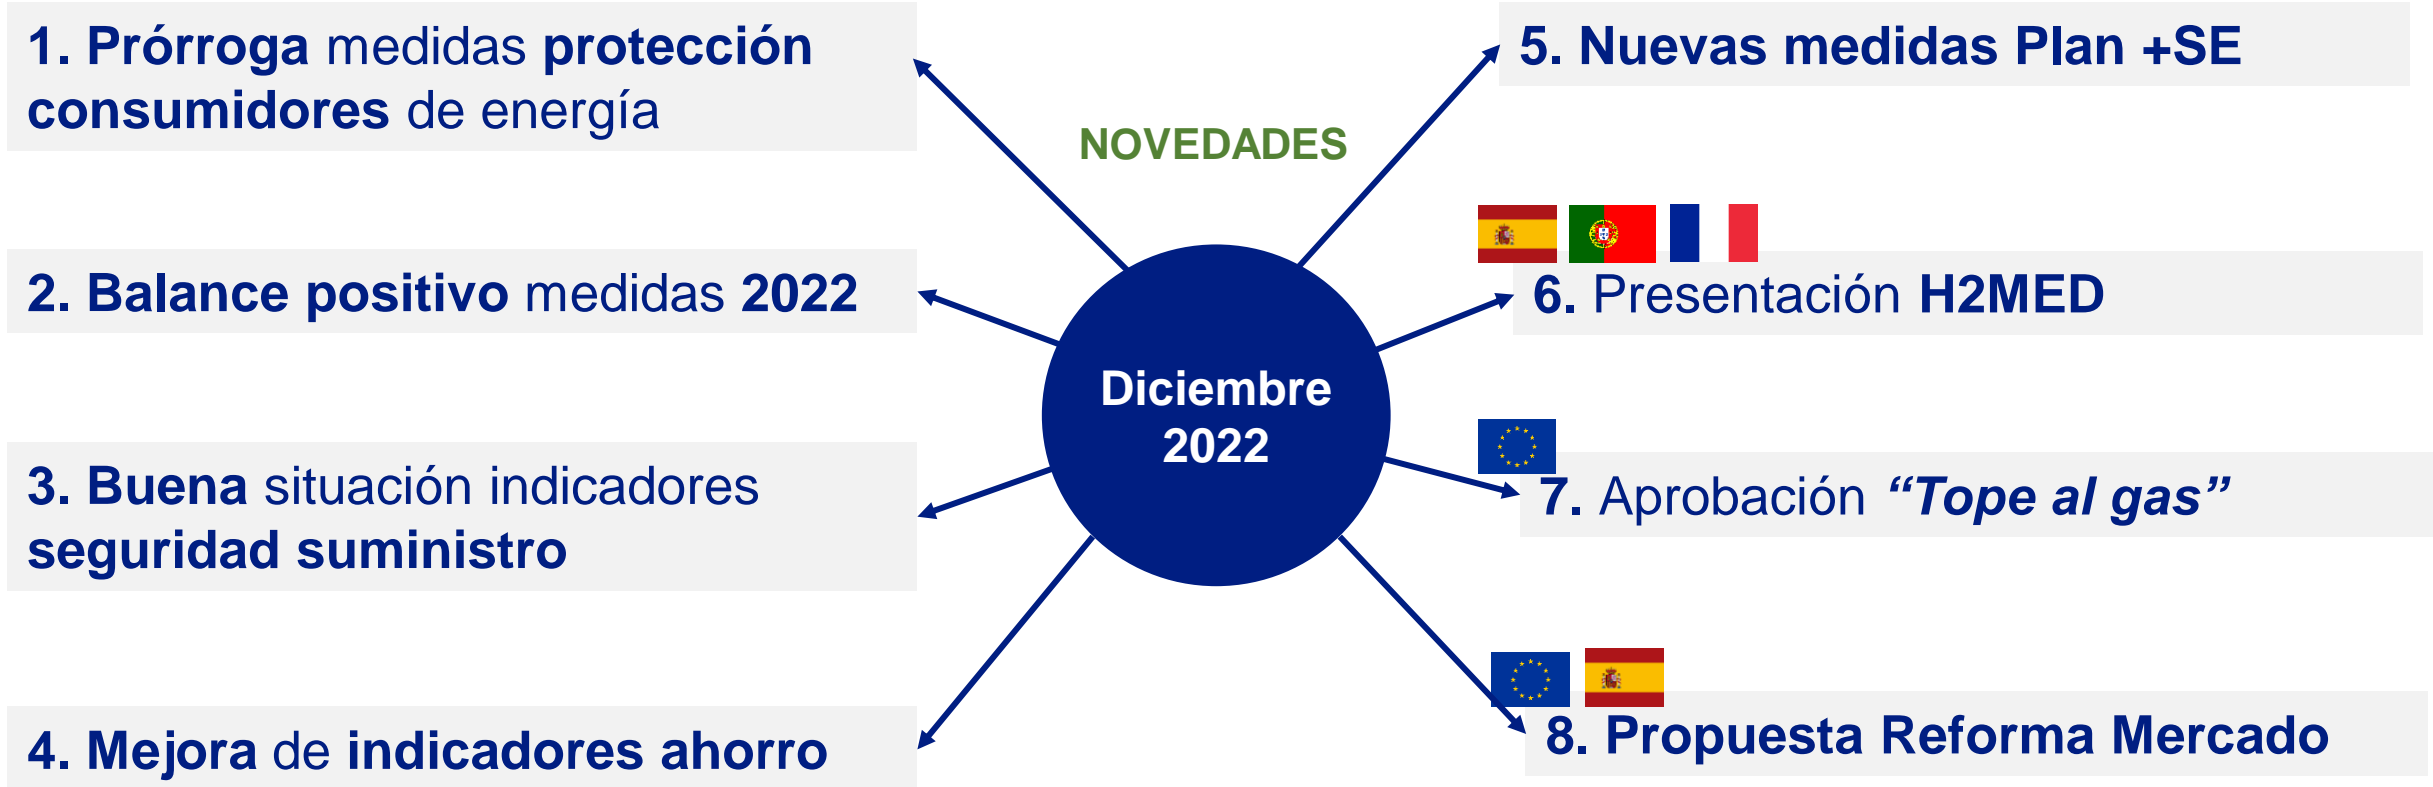 1. Prórroga medidas protección
consumidores de energía
2. Balance positivo medidas 2022
3. Buena situación indicadores
seguridad suministro
4. Mejora de indicadores ahorro
NOVEDADES
Diciembre
2022
5. Nuevas medidas Plan +SE
6. Presentación H2MED
7. Aprobación “Tope al gas”
8. Propuesta Reforma Mercado